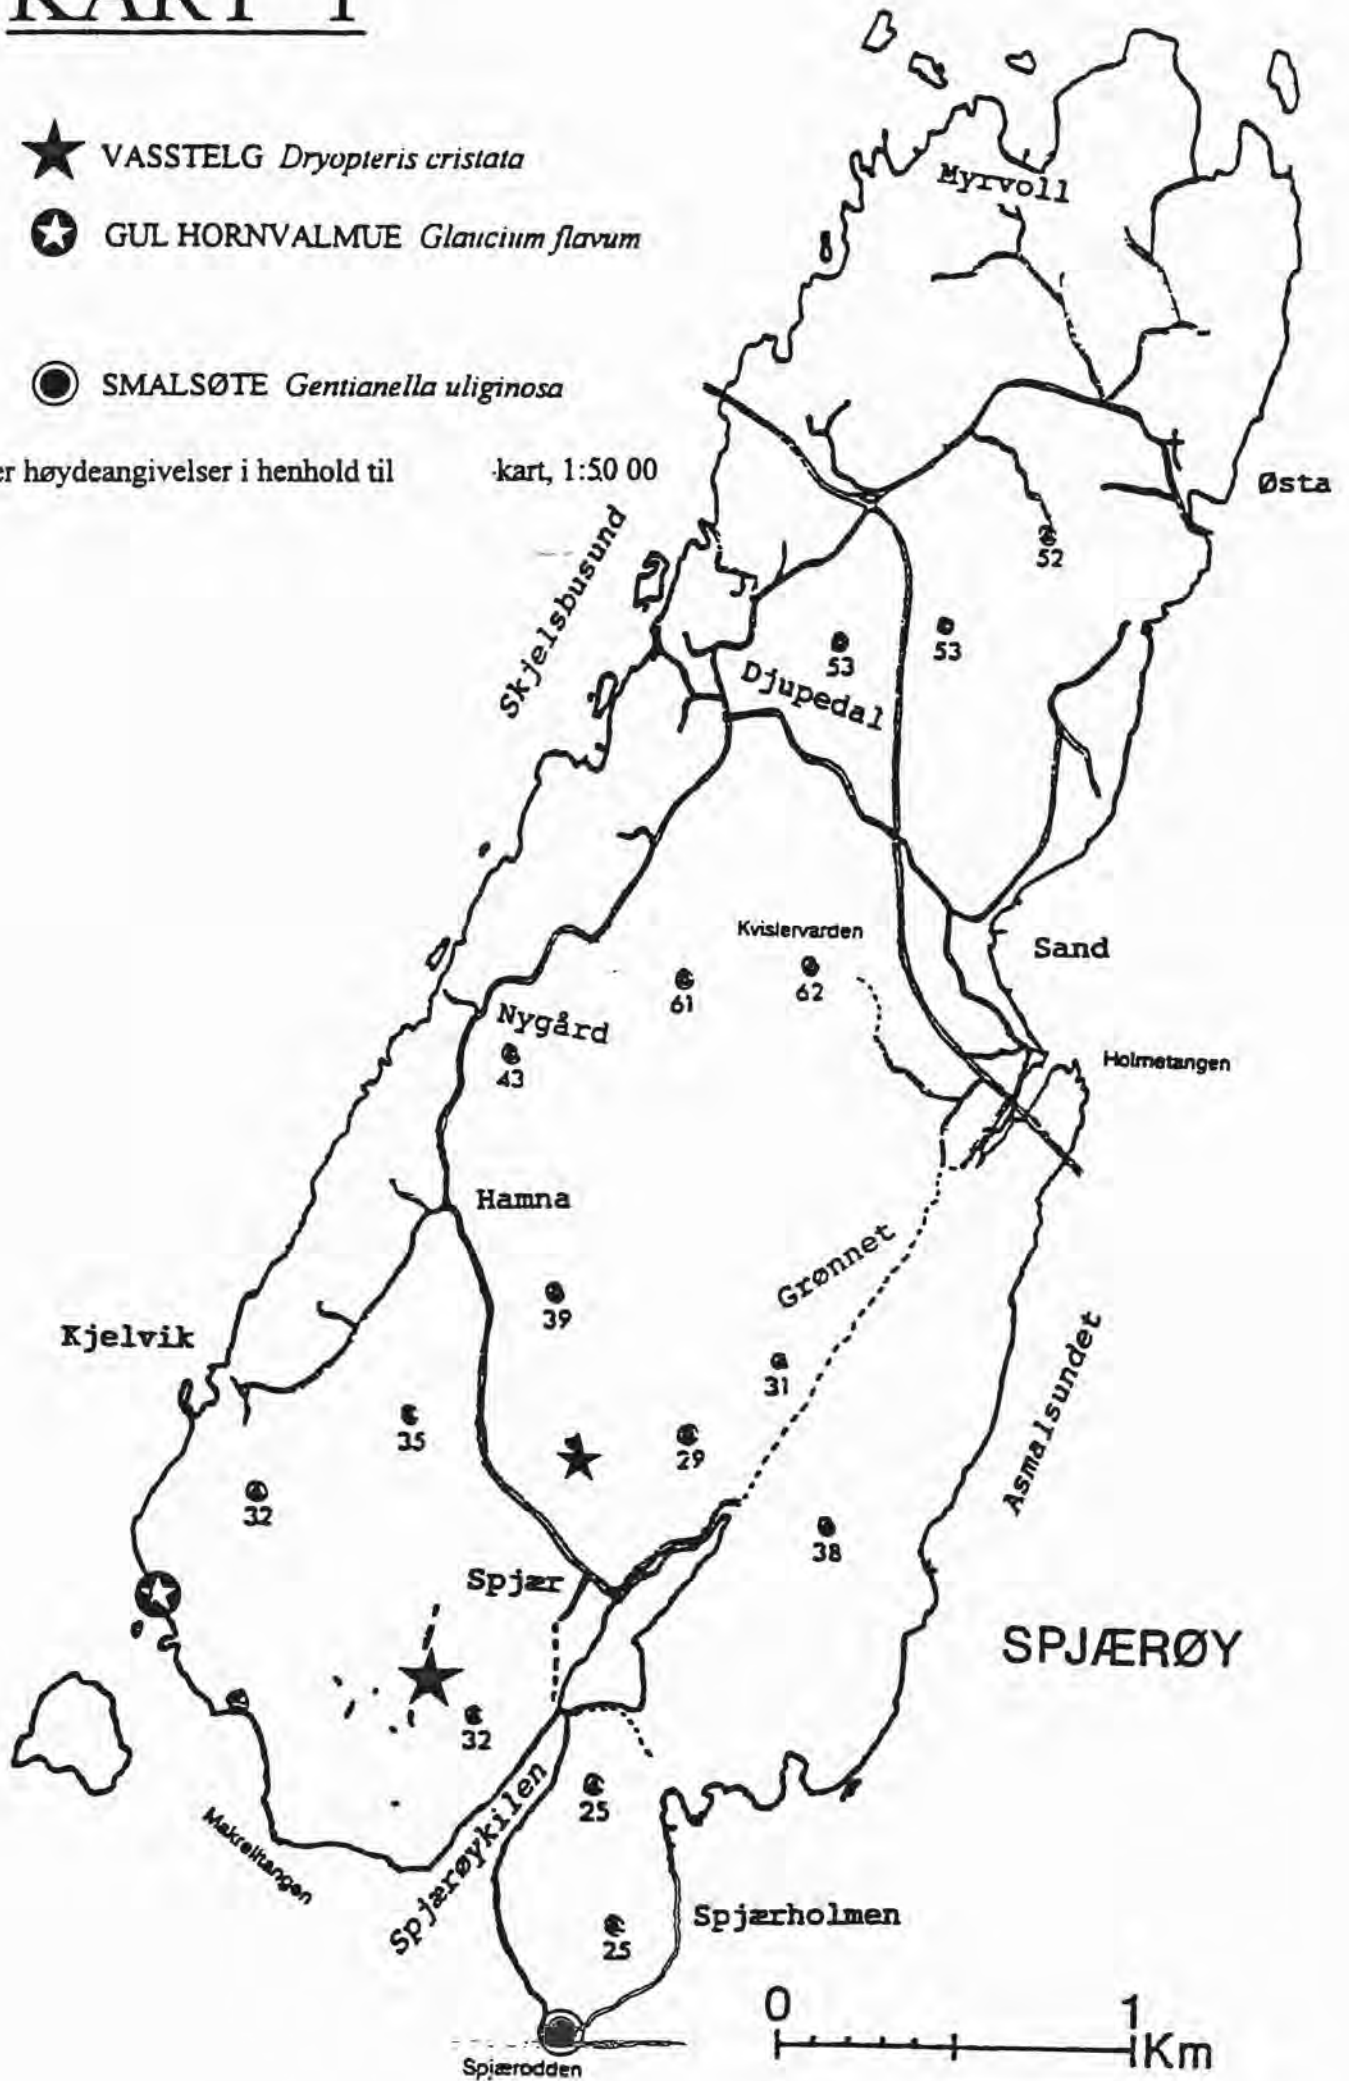 KART 1
VASSTELG Dryopteris cristata
GUL HORNVALMUE Glaucium flavum
SMALSØTE Gentianella uliginosa
er høydeangivelser i henhold til kart, 1:50 00
Myrvoll
Østa
Skjelsbusund
52
53
53
Djupedal
Kvislervarden
Sand
61
62
Nygård
43
Holmetangen
Hamna
Grønnet
39
Kjelvik
31
Asmalsundet
35
29
32
38
Spjær
SPJÆRØY
32
25
Makrelltangen
Spjærøykilen
Spjærholmen
25
0 1
Km
Spjærodden